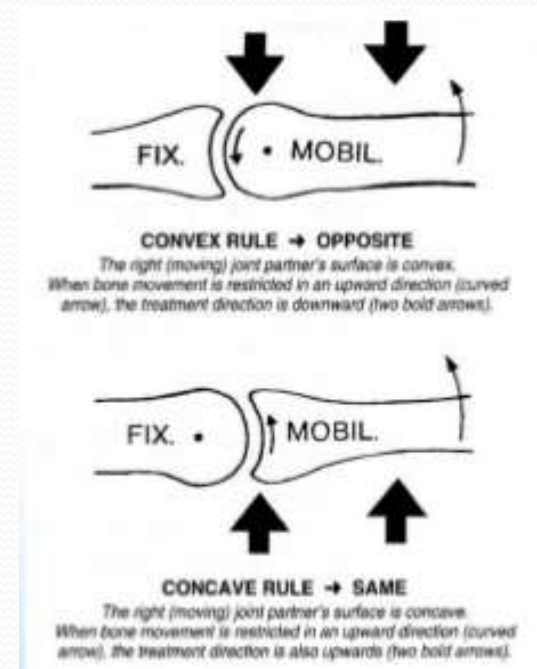 FIX.
MOBIL.
CONVEX RULE → OPPOSITE
The right (moving) joint partner's surface is convex.
When bone movement is restricted in an upward direction (curved
arrow), the treatment direction is downward (two bold arrows).
FIX.
MOBIL.
CONCAVE RULE → SAME
The right (moving) joint partner's surface is concave.
When bone movement is restricted in an upward direction (curved
arrow), the treatment direction is also upwards (two bold arrows).